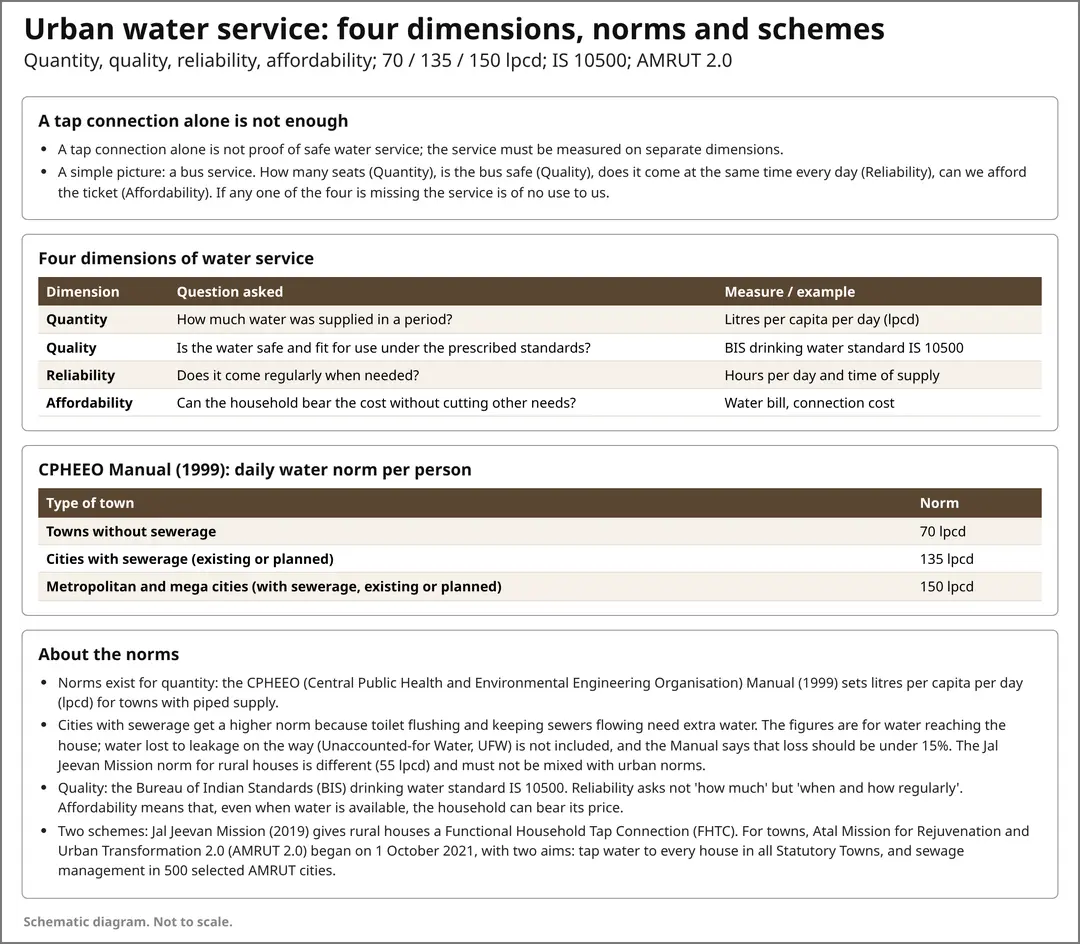 Urban water service: four dimensions, norms and schemes
Quantity, quality, reliability, affordability; 70 / 135 / 150 lpcd; IS 10500; AMRUT 2.0
A tap connection alone is not enough
• A tap connection alone is not proof of safe water service; the service must be measured on separate dimensions.
• A simple picture: a bus service. How many seats (Quantity), is the bus safe (Quality), does it come at the same time every day (Reliability), can we afford
the ticket (Affordability). If any one of the four is missing the service is of no use to us.
Four dimensions of water service
Dimension Question asked Measure / example
Quantity How much water was supplied in a period? Litres per capita per day (lpcd)
Quality Is the water safe and fit for use under the prescribed standards? BIS drinking water standard IS 10500
Reliability Does it come regularly when needed? Hours per day and time of supply
Affordability Can the household bear the cost without cutting other needs? Water bill, connection cost
CPHEEO Manual (1999): daily water norm per person
Type of town Norm
Towns without sewerage 70 lpcd
Cities with sewerage (existing or planned) 135 lpcd
Metropolitan and mega cities (with sewerage, existing or planned) 150 lpcd
About the norms
• Norms exist for quantity: the CPHEEO (Central Public Health and Environmental Engineering Organisation) Manual (1999) sets litres per capita per day
(lpcd) for towns with piped supply.
• Cities with sewerage get a higher norm because toilet flushing and keeping sewers flowing need extra water. The figures are for water reaching the
house; water lost to leakage on the way (Unaccounted-for Water, UFW) is not included, and the Manual says that loss should be under 15%. The Jal
Jeevan Mission norm for rural houses is different (55 lpcd) and must not be mixed with urban norms.
• Quality: the Bureau of Indian Standards (BIS) drinking water standard IS 10500. Reliability asks not 'how much' but 'when and how regularly'.
Affordability means that, even when water is available, the household can bear its price.
• Two schemes: Jal Jeevan Mission (2019) gives rural houses a Functional Household Tap Connection (FHTC). For towns, Atal Mission for Rejuvenation and
Urban Transformation 2.0 (AMRUT 2.0) began on 1 October 2021, with two aims: tap water to every house in all Statutory Towns, and sewage
management in 500 selected AMRUT cities.
Schematic diagram. Not to scale.